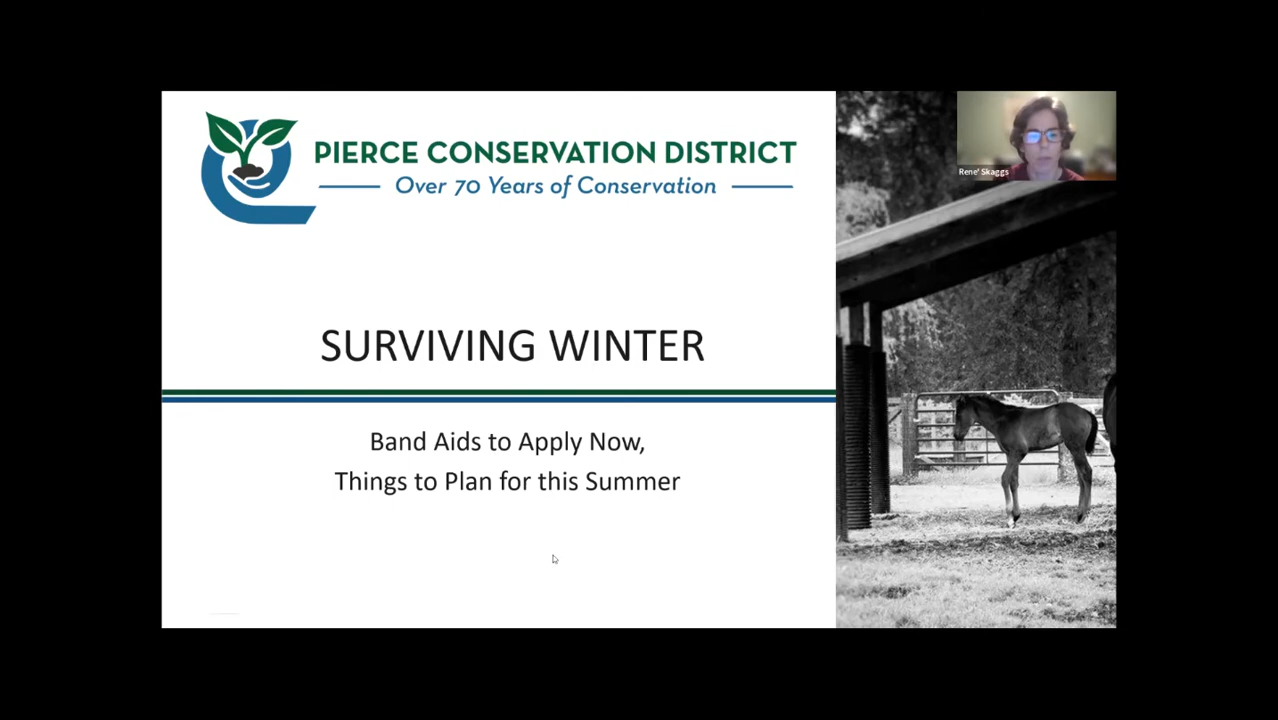 PIERCE CONSERVATION DISTRICT
Over 70 Years of Conservation
Rene' Skaggs
SURVIVING WINTER
Band Aids to Apply Now,
Things to Plan for this Summer